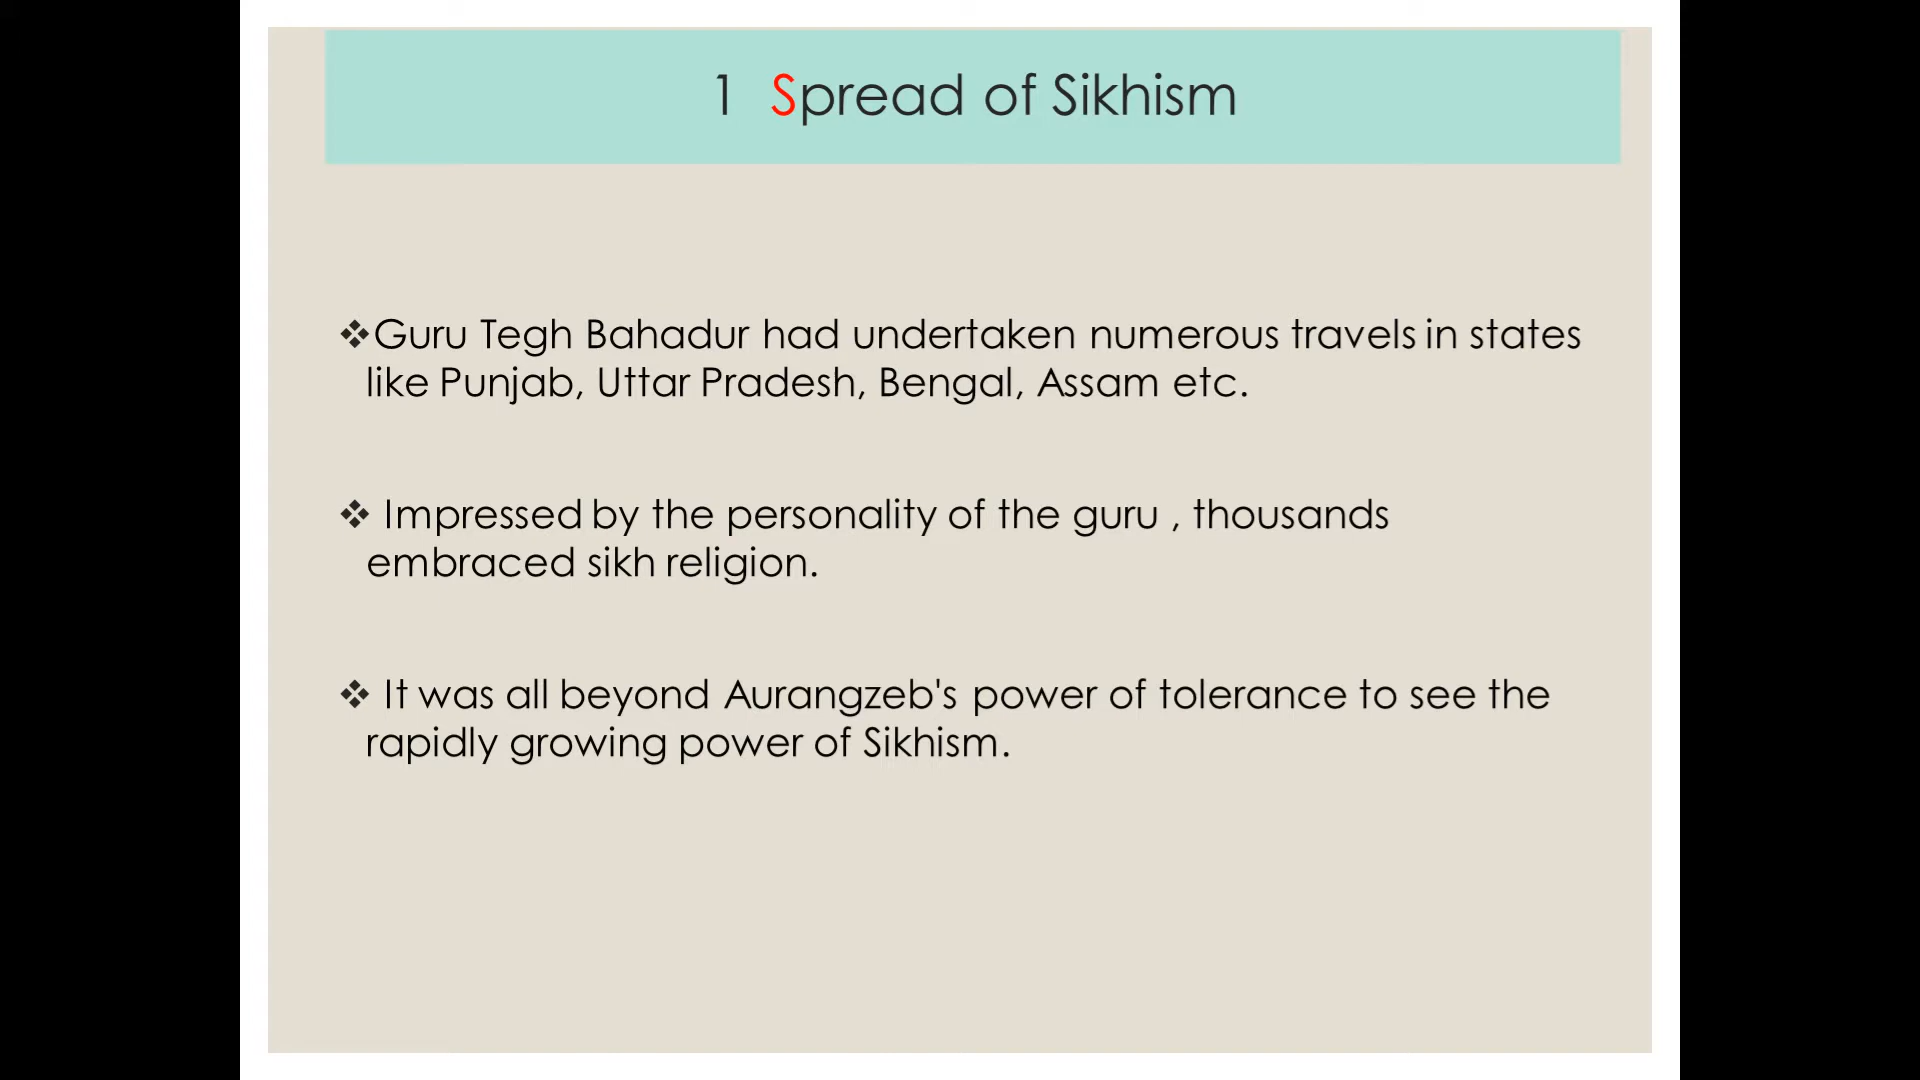 1 Spread of Sikhism
❖Guru Tegh Bahadur had undertaken numerous travels in states
like Punjab, Uttar Pradesh, Bengal, Assam etc.
❖ Impressed by the personality of the guru , thousands
embraced sikh religion.
❖ It was all beyond Aurangzeb's power of tolerance to see the
rapidly growing power of Sikhism.